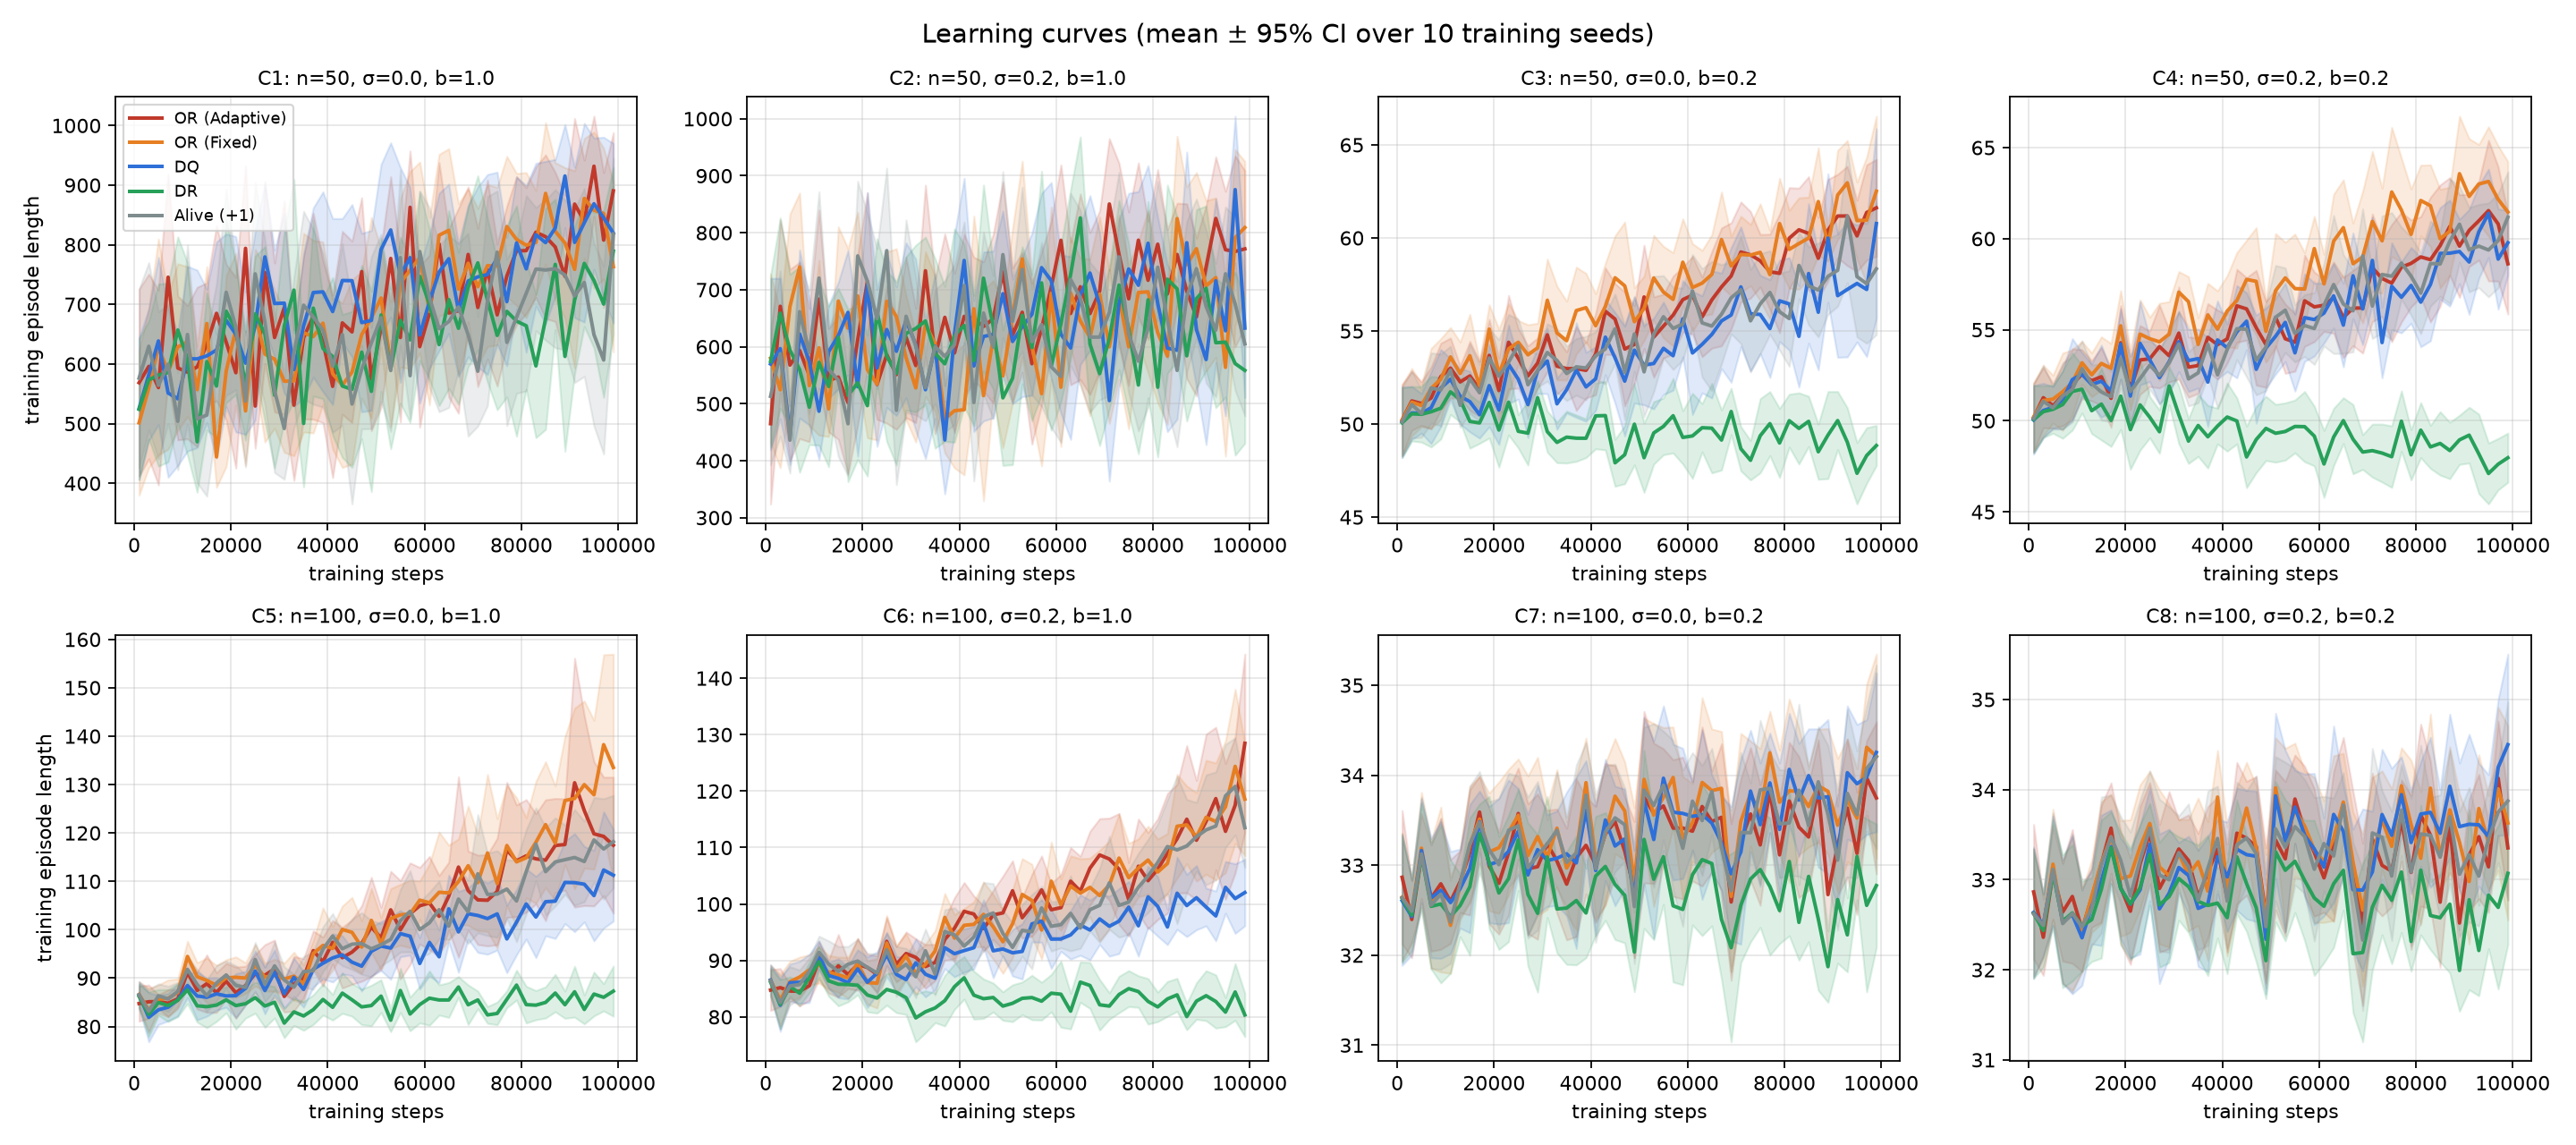 Learning curves (mean ± 95% CI over 10 training seeds)
C1: n=50, σ=0.0, b=1.0
training episode length
1000
900
800
700
600
500
400
OR (Adaptive)
OR (Fixed)
DQ
DR
Alive (+1)
0 20000 40000 60000 80000 100000
training steps
C2: n=50, σ=0.2, b=1.0
1000
900
800
700
600
500
400
300
0 20000 40000 60000 80000 100000
training steps
C3: n=50, σ=0.0, b=0.2
65
60
55
50
45
0 20000 40000 60000 80000 100000
training steps
C4: n=50, σ=0.2, b=0.2
65
60
55
50
45
0 20000 40000 60000 80000 100000
training steps
C5: n=100, σ=0.0, b=1.0
training episode length
160
150
140
130
120
110
100
90
80
0 20000 40000 60000 80000 100000
training steps
C6: n=100, σ=0.2, b=1.0
140
130
120
110
100
90
80
0 20000 40000 60000 80000 100000
training steps
C7: n=100, σ=0.0, b=0.2
35
34
33
32
31
0 20000 40000 60000 80000 100000
training steps
C8: n=100, σ=0.2, b=0.2
35
34
33
32
31
0 20000 40000 60000 80000 100000
training steps